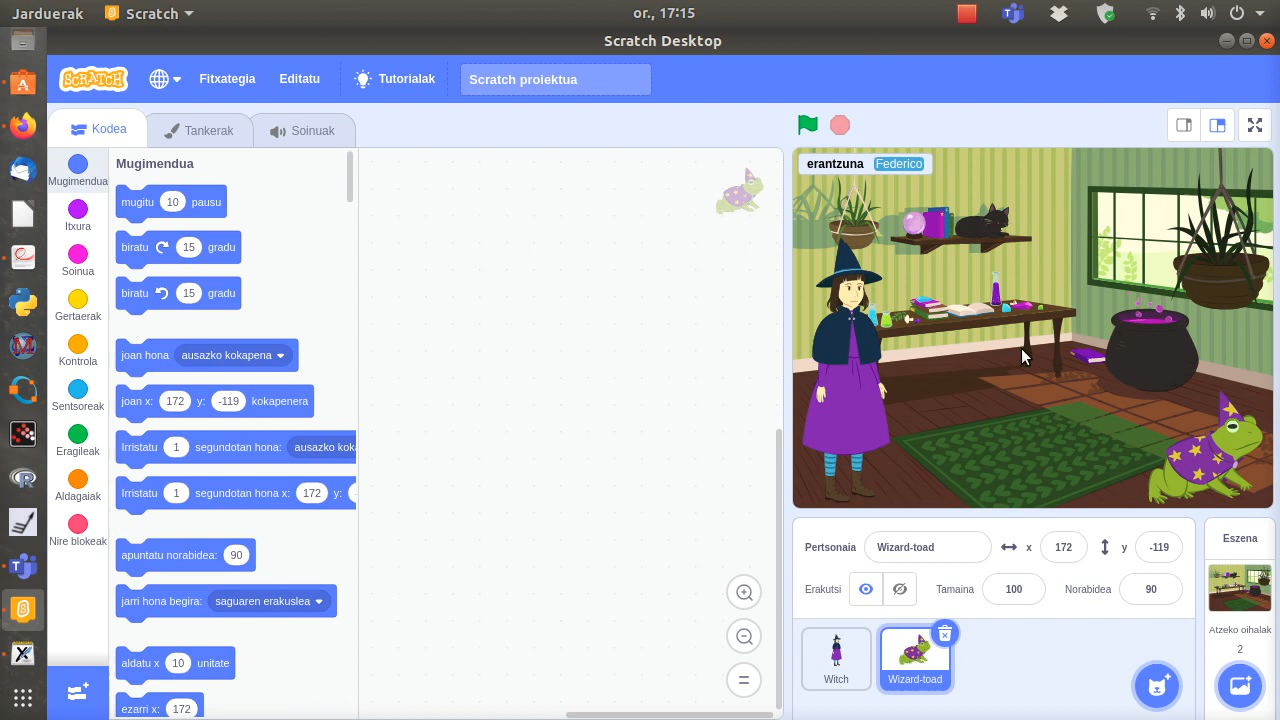 Jarduerak Scratch or., 17:15
Scratch Desktop
SCRATCH Fitxategia Editatu Tutorialak Scratch proiektua
Kodea Tankerak Soinuak
Mugimendua
Itxura
Soinua
Gertaerak
Kontrola
Sentsoreak
Eragileak
Aldagaiak
Nire blokeak
Mugimendua
mugitu 10 pausu
biratu 15 gradu
biratu 15 gradu
joan hona ausazko kokapena
joan x: 172 y: -119 kokapenera
Irristatu 1 segundotan hona: ausazko kok
Irristatu 1 segundotan hona x: 172 y:
apuntatu norabidea: 90
jarri hona begira: saguaren erakuslea
aldatu x 10 unitate
ezarri x: 172
erantzuna Federico
Pertsonaia Wizard-toad x 172 y -119
Erakutsi Tamaina 100 Norabidea 90
Witch
Wizard-toad
Eszena
Atzeko oihalak
2